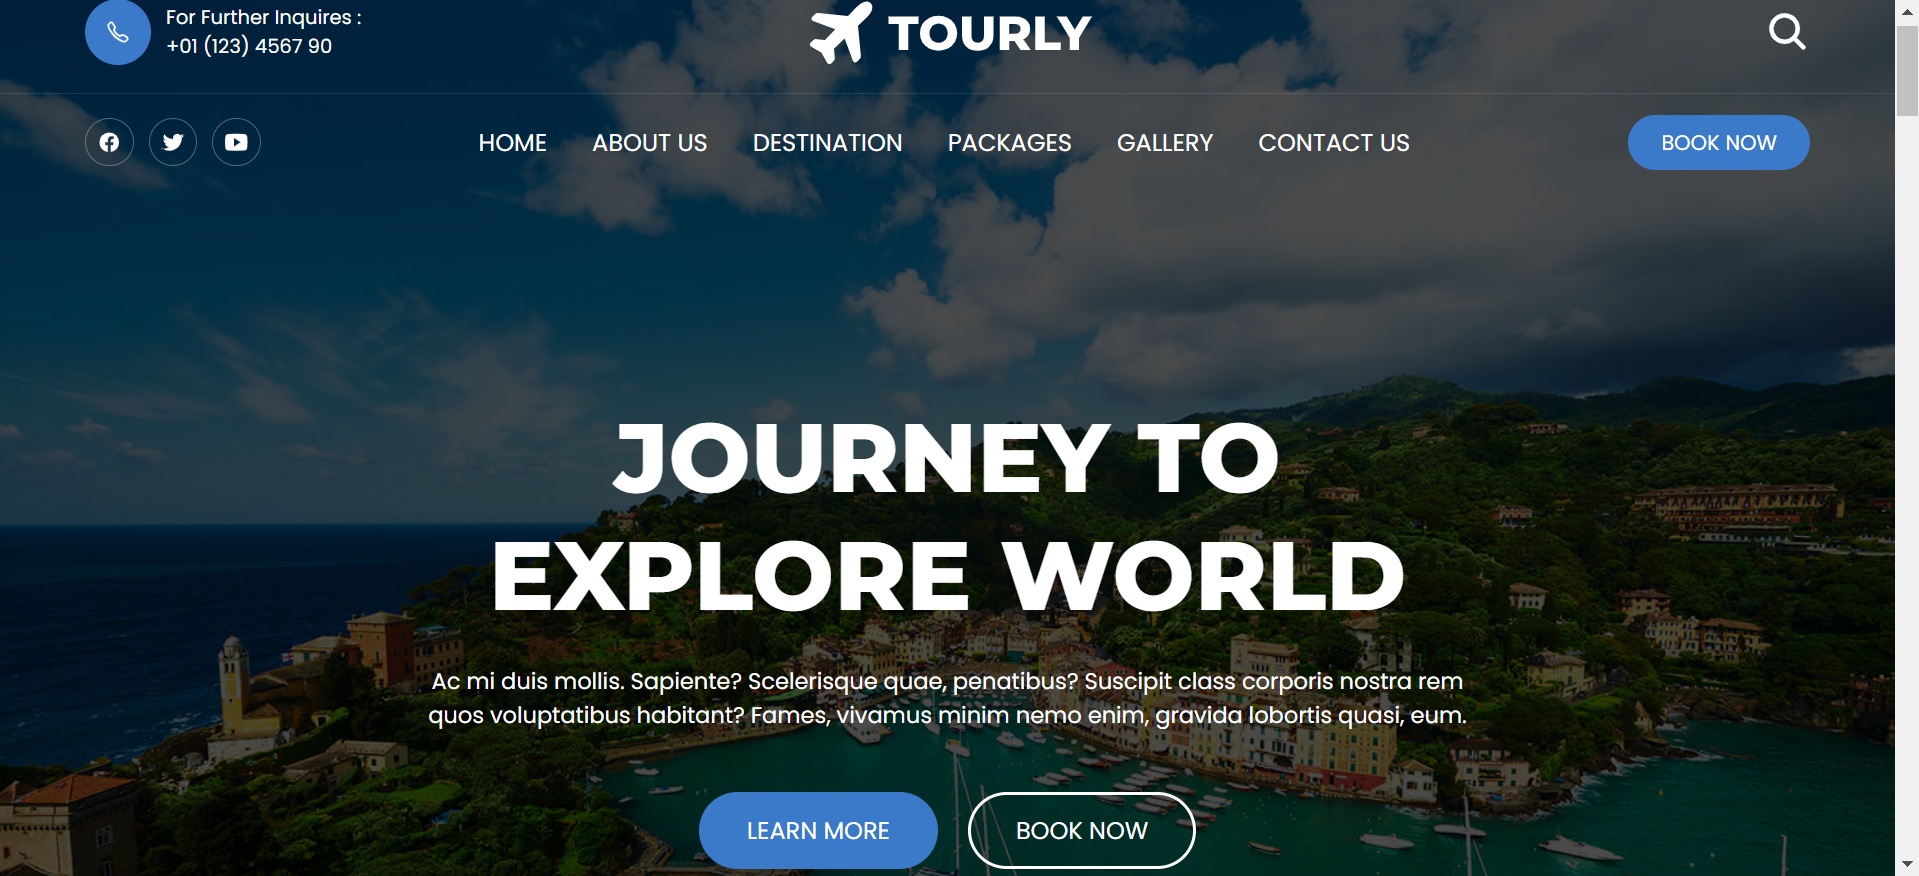 For Further Inquires :
+01 (123) 4567 90
TOURLY
HOME
ABOUT US
DESTINATION
PACKAGES
GALLERY
CONTACT US
BOOK NOW
JOURNEY TO
EXPLORE WORLD
Ac mi duis mollis. Sapiente? Scelerisque quae, penatibus? Suscipit class corporis nostra rem
quos voluptatibus habitant? Fames, vivamus minim nemo enim, gravida lobortis quasi, eum.
LEARN MORE
BOOK NOW